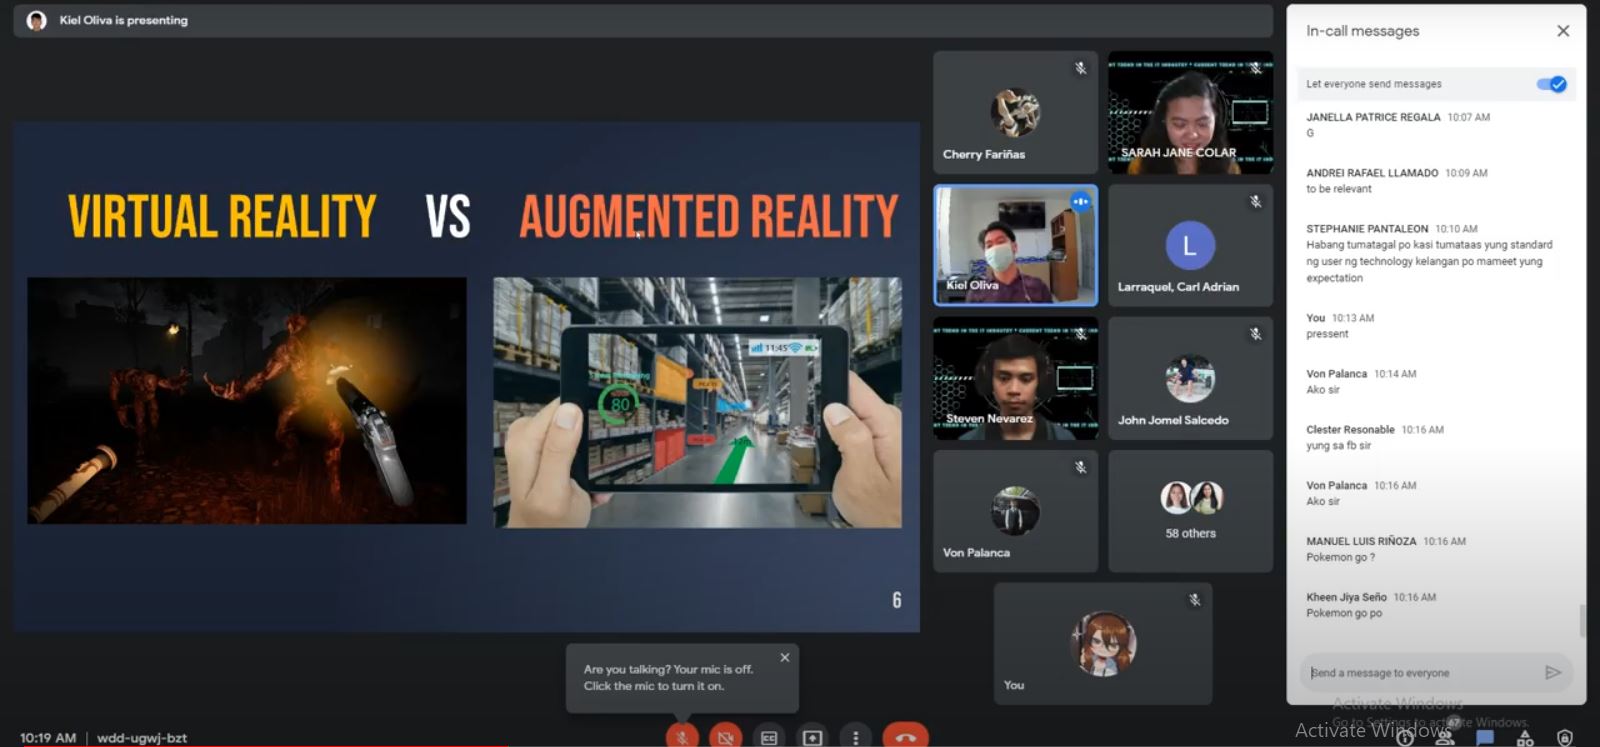 Kiel Oliva is presenting
VIRTUAL REALITY VS AUGMENTED REALITY
11:45
80
6
Cherry Fariñas
SARAH JANE COLAR
Kiel Oliva
L
Larraquel, Carl Adrian
Steven Nevarez
John Jomel Salcedo
Von Palanca
58 others
You
Are you talking? Your mic is off.
Click the mic to turn it on.
10:19 AM | wdd-ugwj-bzt
CC
In-call messages
Let everyone send messages
JANELLA PATRICE REGALA 10:07 AM
G
ANDREI RAFAEL LLAMADO 10:09 AM
to be relevant
STEPHANIE PANTALEON 10:10 AM
Habang tumatagal po kasi tumataas yung standard
ng user ng technology kelangan po mameet yung
expectation
You 10:13 AM
pressent
Von Palanca 10:14 AM
Ako sir
Clester Resonable 10:16 AM
yung sa fb sir
Von Palanca 10:16 AM
Ako sir
MANUEL LUIS RIÑOZA 10:16 AM
Pokemon go ?
Kheen Jiya Seño 10:16 AM
Pokemon go po
Send a message to everyone
Activate Windows
Go to Settings to activate Windows.
Activate Windows